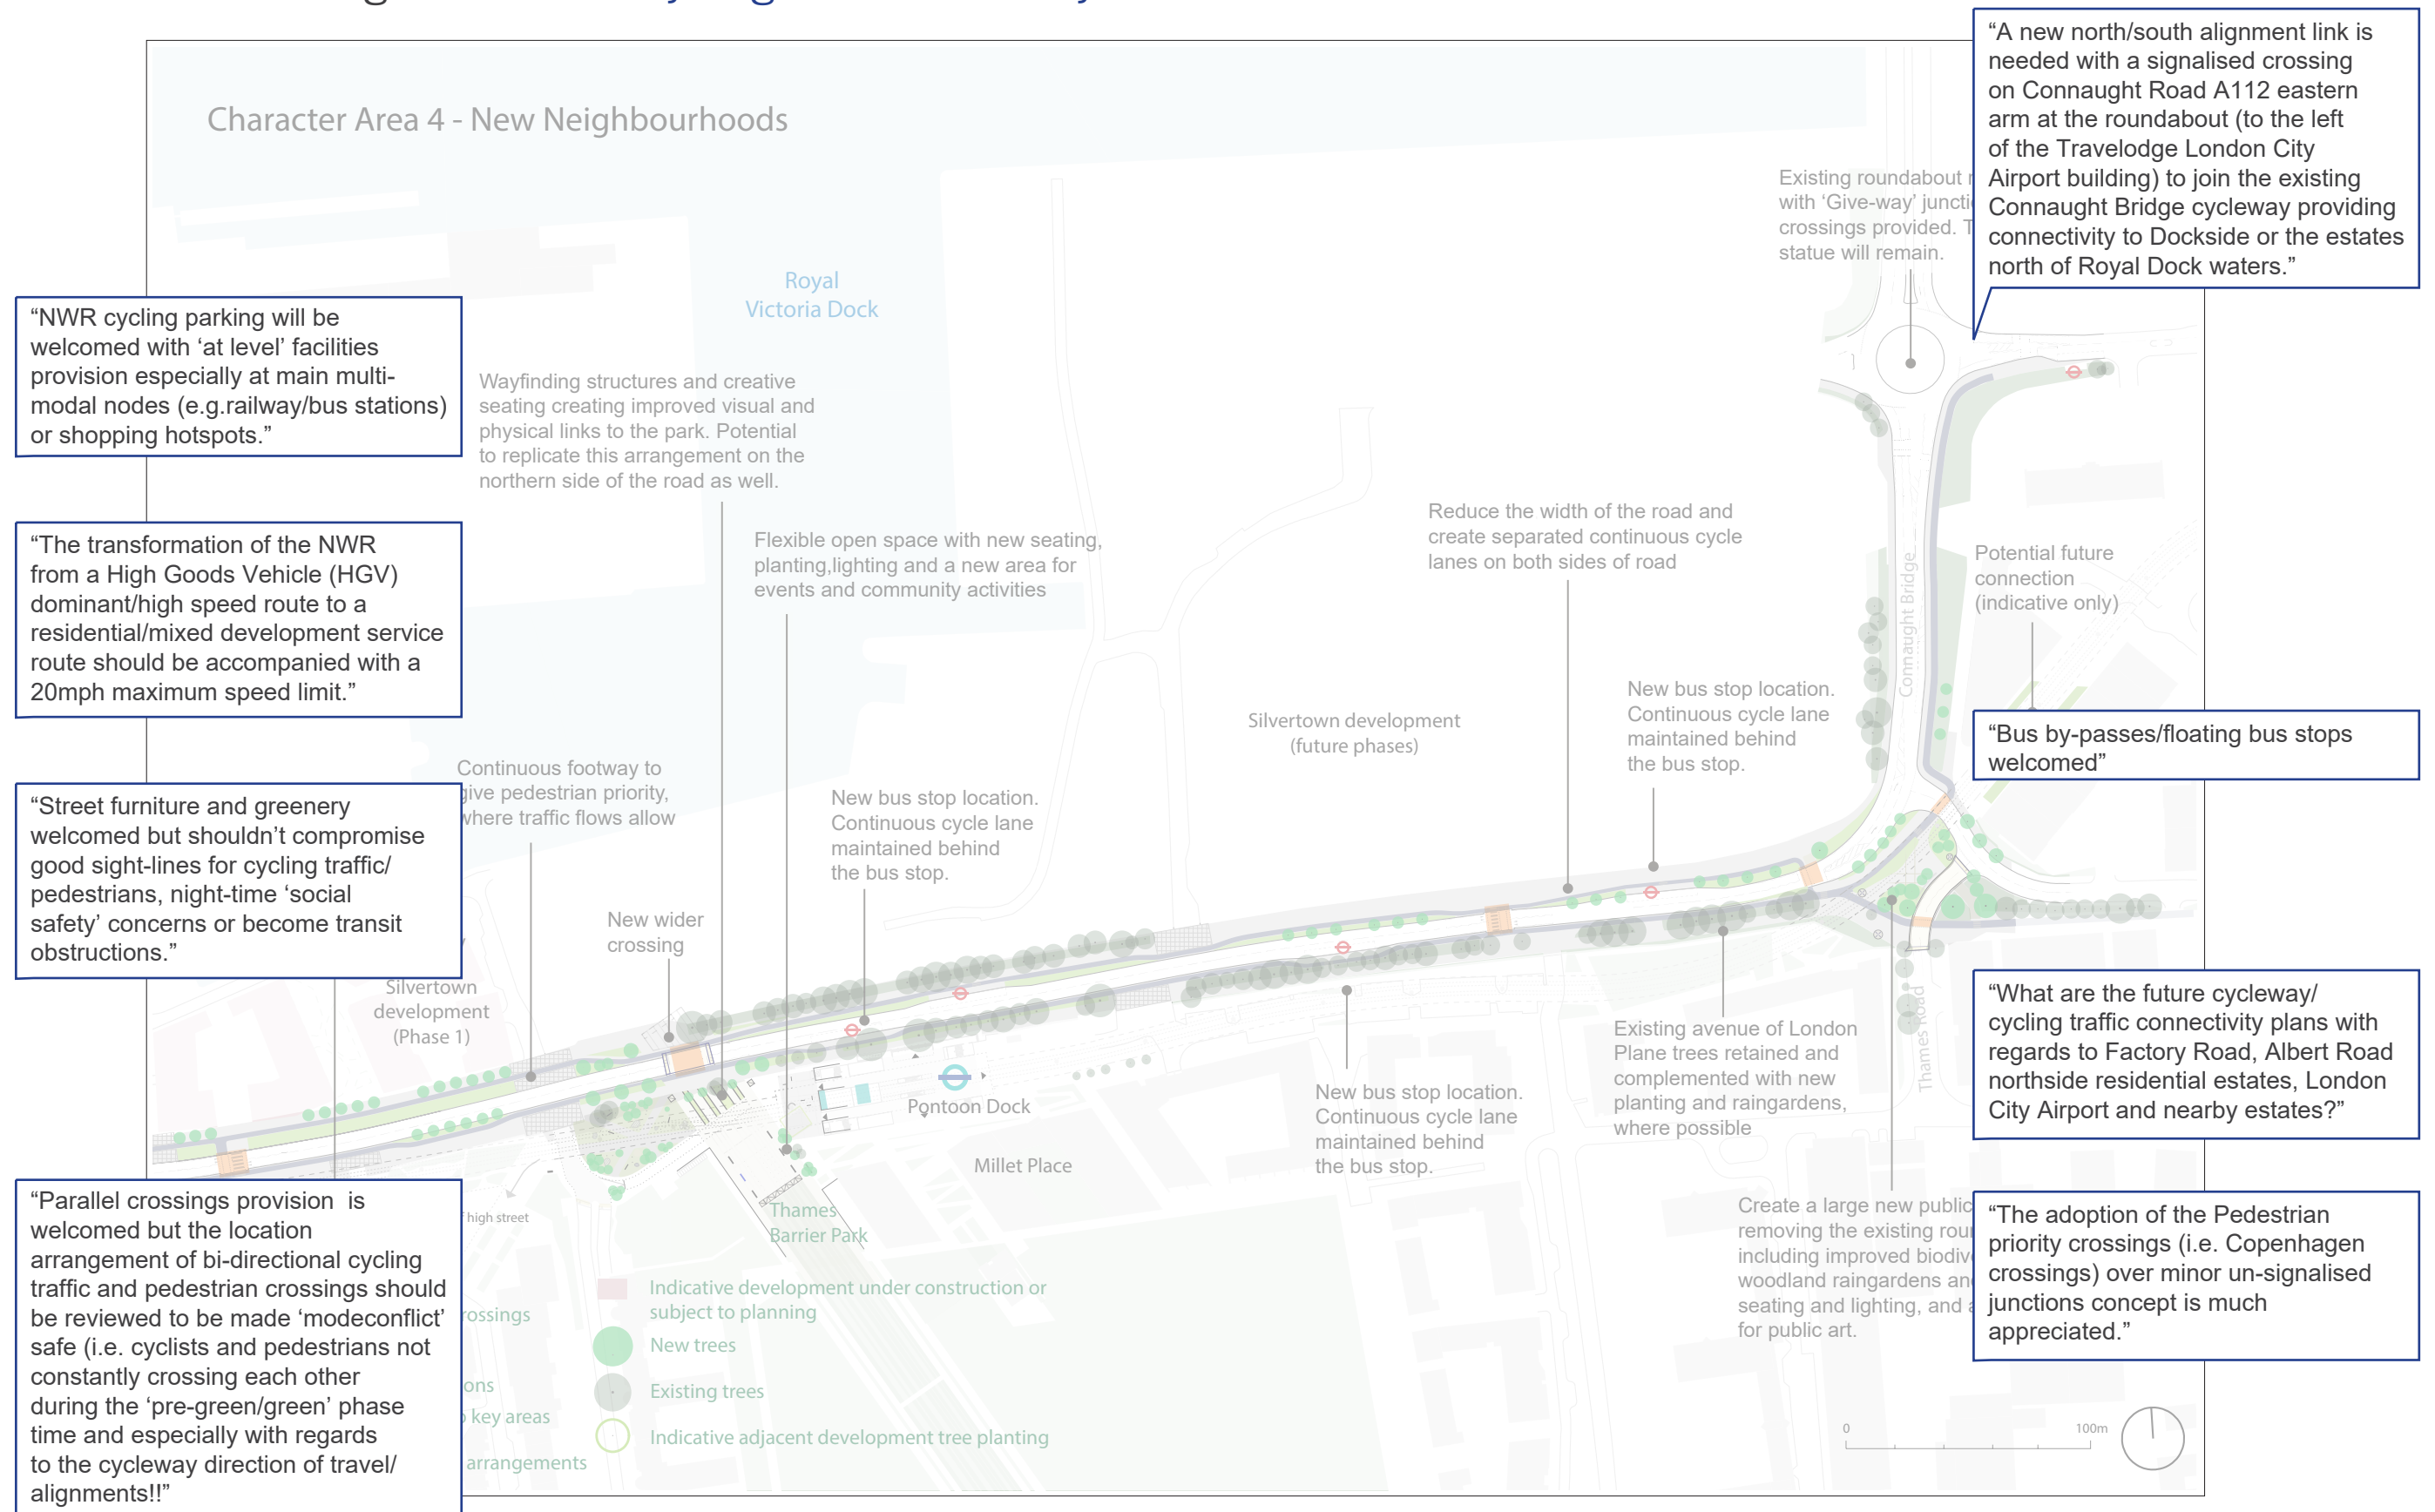 Character Area 4 - New Neighbourhoods
“A new north/south alignment link is
needed with a signalised crossing
on Connaught Road A112 eastern
arm at the roundabout (to the left
of the Travelodge London City
Airport building) to join the existing
Connaught Bridge cycleway providing
connectivity to Dockside or the estates
north of Royal Dock waters.”
Existing roundabout
with ‘Give-way’
crossings provided.
statue will remain.
Royal
Victoria Dock
“NWR cycling parking will be
welcomed with ‘at level’ facilities
provision especially at main multi-
modal nodes (e.g.railway/bus stations)
or shopping hotspots.”
Wayfinding structures and creative
seating creating improved visual and
physical links to the park. Potential
to replicate this arrangement on the
northern side of the road as well.
“The transformation of the NWR
from a High Goods Vehicle (HGV)
dominant/high speed route to a
residential/mixed development service
route should be accompanied with a
20mph maximum speed limit.”
Flexible open space with new seating,
planting,lighting and a new area for
events and community activities
Reduce the width of the road and
create separated continuous cycle
lanes on both sides of road
Connaught Bridge
Potential future
connection
(indicative only)
Silvertown development
(future phases)
New bus stop location.
Continuous cycle lane
maintained behind
the bus stop.
“Bus by-passes/floating bus stops
welcomed”
“Street furniture and greenery
welcomed but shouldn’t compromise
good sight-lines for cycling traffic/
pedestrians, night-time ‘social
safety’ concerns or become transit
obstructions.”
Continuous footway to
give pedestrian priority,
where traffic flows allow
New bus stop location.
Continuous cycle lane
maintained behind
the bus stop.
New wider
crossing
Silvertown
development
(Phase 1)
Pontoon Dock
Millet Place
New bus stop location.
Continuous cycle lane
maintained behind
the bus stop.
Existing avenue of London
Plane trees retained and
complemented with new
planting and raingardens,
where possible
Thames Road
“What are the future cycleway/
cycling traffic connectivity plans with
regards to Factory Road, Albert Road
northside residential estates, London
City Airport and nearby estates?”
“Parallel crossings provision is
welcomed but the location
arrangement of bi-directional cycling
traffic and pedestrian crossings should
be reviewed to be made ‘modeconflict’
safe (i.e. cyclists and pedestrians not
constantly crossing each other
during the ‘pre-green/green’ phase
time and especially with regards
to the cycleway direction of travel/
alignments!!”
high street
Thames
Barrier Park
Create a large new public
removing the existing
including improved
woodland raingardens
seating and lighting, and
for public art.
“The adoption of the Pedestrian
priority crossings (i.e. Copenhagen
crossings) over minor un-signalised
junctions concept is much
appreciated.”
Indicative development under construction or
subject to planning
New trees
Existing trees
key areas
Indicative adjacent development tree planting
arrangements
0 100m